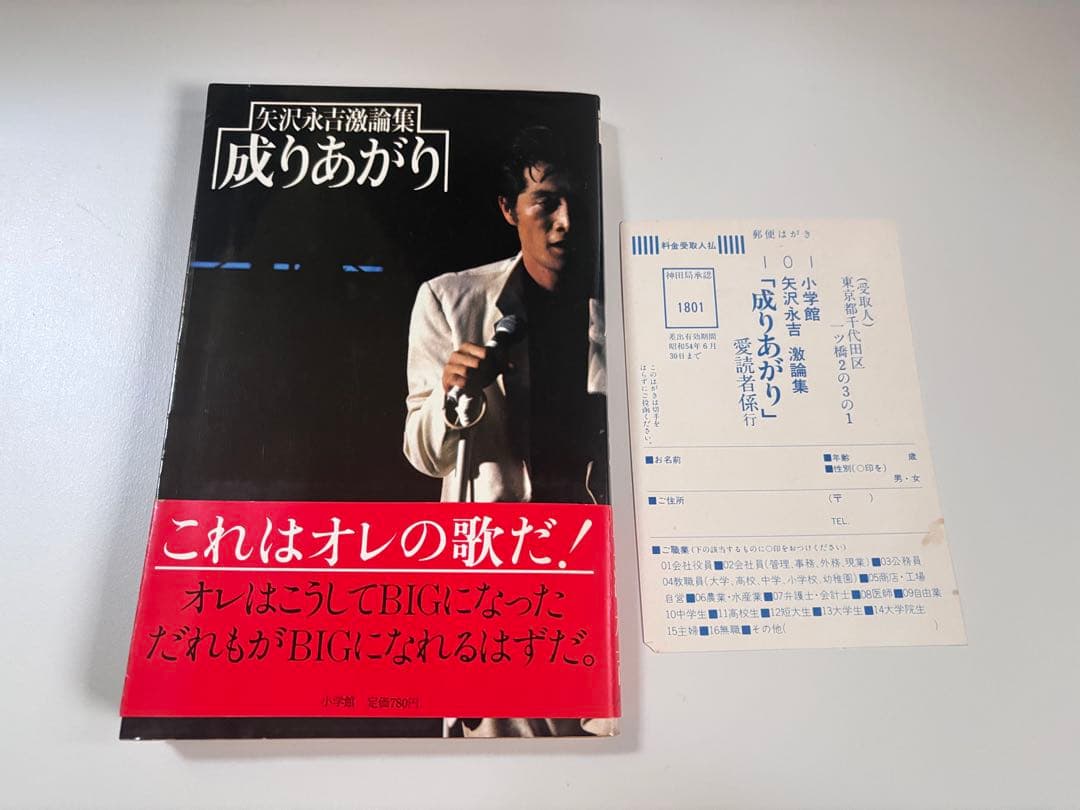 矢沢永吉激論集
成りあがり
これはオレの歌だ!
オレはこうしてBIGになった
だれもがBIGになれるはずだ。
小学館 定価780円
郵便はがき
料金受取人払
101
神田局承認
1801
差出有効期間
昭和54年6月
30日まで
このはがきは切手を
はらずにご投函ください。
(受取人)
東京都千代田区
一ツ橋2の3の1
小学館
矢沢永吉 激論集
「成りあがり」
愛読者係行
■お名前
■年齢 歳
■性別(○印を)
男・女
■ご住所 (〒 )
TEL.
■ご職業(下の該当するものに○印をおつけください)
01会社役員■02会社員(管理、事務、外務、現業)■03公務員
04教職員(大学、高校、中学、小学校、幼稚園)■05商店・工場
自営■06農業・水産業■07弁護士・会計士■08医師■09自由業
10中学生■11高校生■12短大生■13大学生■14大学院生
15主婦■16無職■その他( )